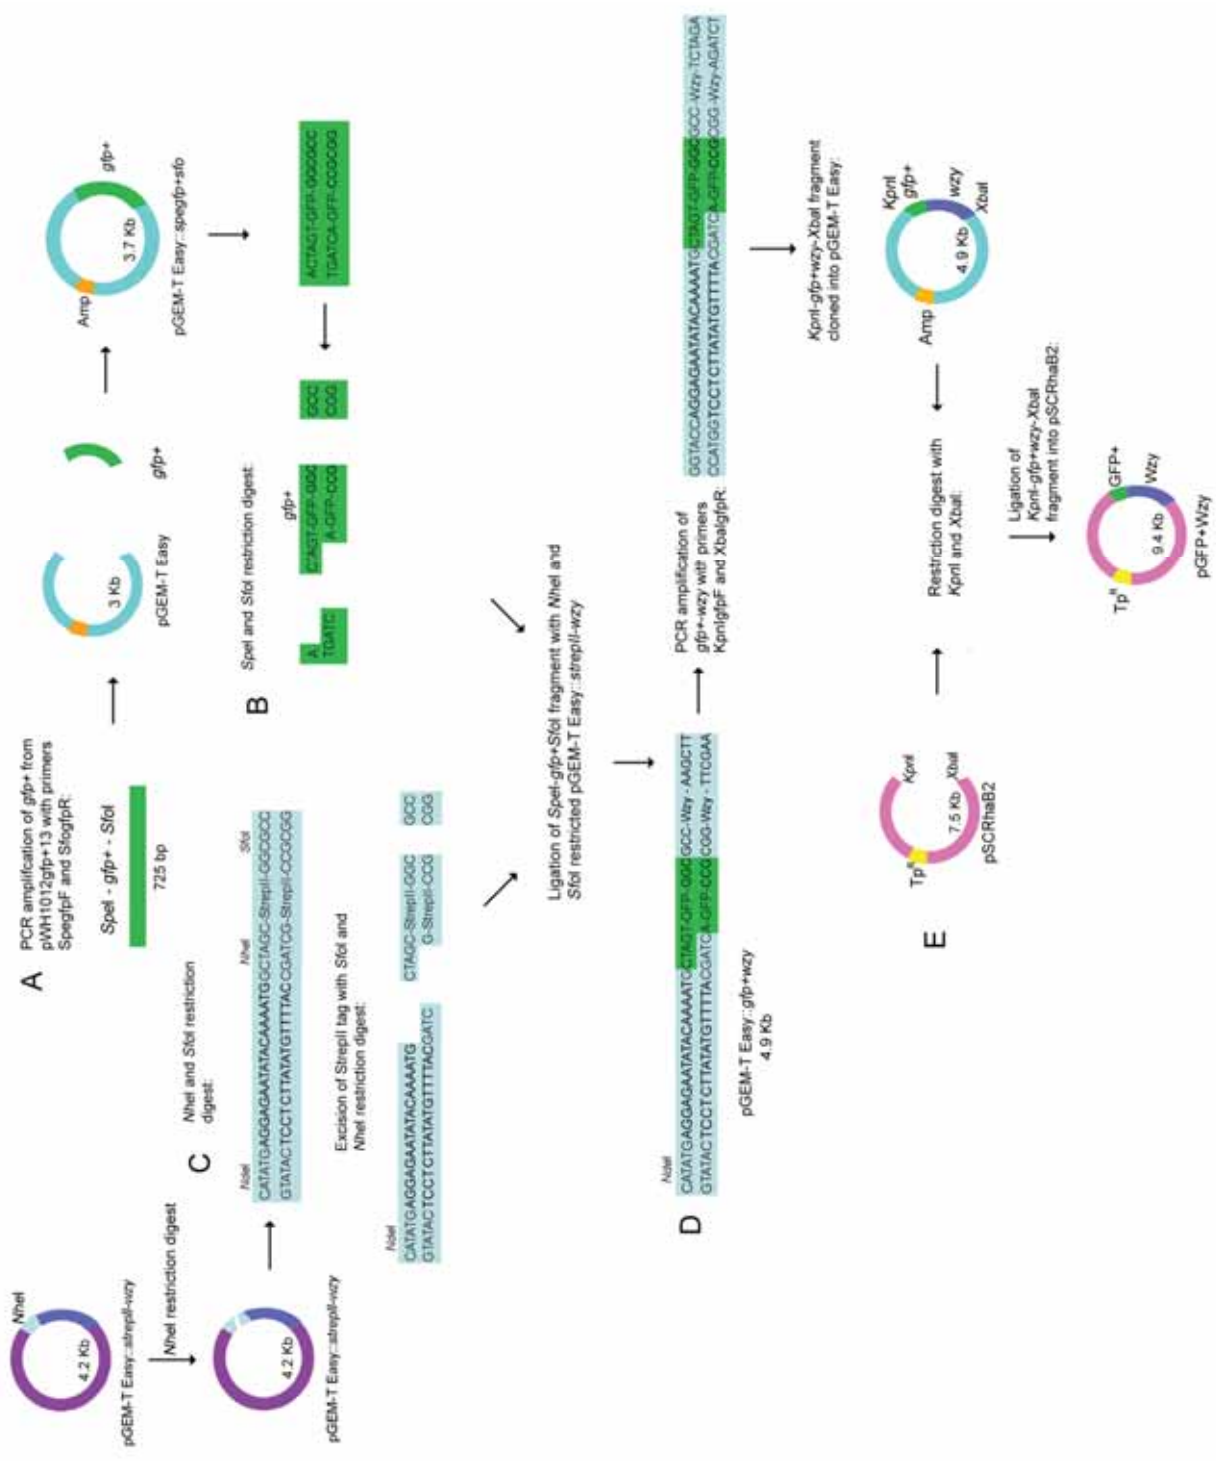 A
PCR amplifcation of gfp+ from
pWH1012gfp+13 with primers
SpegfpF and SfogfpR:
SpeI - gfp+ - SfoI
725 bp
3 Kb
pGEM-T Easy
gfp+
Amp
gfp+
3.7 Kb
pGEM-T Easy::spegfp+sfo
B
SpeI and SfoI restriction digest:
ACTAGT-GFP-GGCGCC
TGATCA-GFP-CCGCGG
gfp+
A
TGATC
CTAGT-GFP-GGC
A-GFP-CCG
GCC
CGG
NheI
4.2 Kb
pGEM-T Easy::strepII-wzy
NheI restriction digest
4.2 Kb
pGEM-T Easy::strepII-wzy
C
NheI and SfoI restriction
digest:
NdeI
NheI
SfoI
CATATGAGGAGAATATACAAAATGGCTAGC-StrepII-GGCGCC
GTATACTCCTCTTATATGTTTTACCGATCG-StrepII-CCGCGG
Excision of StrepII tag with SfoI and
NheI restriction digest:
NdeI
CATATGAGGAGAATATACAAAATG
GTATACTCCTCTTATATGTTTTACGATC
CTAGC-StrepII-GGC
G-StrepII-CCG
GCC
CGG
Ligation of SpeI-gfp+SfoI fragment with NheI and
SfoI restricted pGEM-T Easy::strepII-wzy
D
NdeI
CATATGAGGAGAATATACAAAATGCTAGT-GFP-GGCGCC-Wzy - AAGCTT
GTATACTCCTCTTATATGTTTTACGATCA-GFP-CCGCGG-Wzy - TTCGAA
pGEM-T Easy::gfp+wzy
4.9 Kb
PCR amplification of
gfp+-wzy with primers
KpnIgfpF and XbaIgfpR:
GGTACCAGGAGAATATACAAAATGCTAGT-GFP-GGCGCC-Wzy-TCTAGA
CCATGGTCCTCTTATATGTTTTACGATCA-GFP-CCGCGG-Wzy-AGATCT
KpnI-gfp+wzy-XbaI fragment
cloned into pGEM-T Easy:
Amp
KpnI
gfp+
wzy
XbaI
4.9 Kb
E
TpR
KpnI
XbaI
7.5 Kb
pSCRhaB2
Restriction digest with
KpnI and XbaI:
Ligation of
KpnI-gfp+wzy-XbaI
fragment into pSCRhaB2:
TpR
GFP+
Wzy
9.4 Kb
pGFP+Wzy